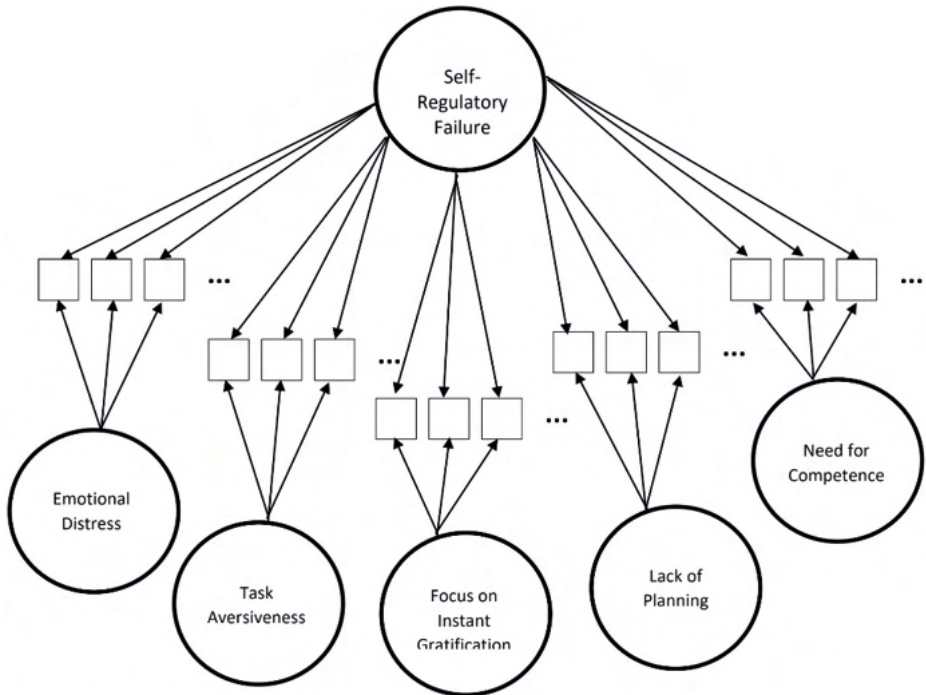 Self-
Regulatory
Failure
...
...
...
...
...
Need for
Competence
Emotional
Distress
Lack of
Planning
Task
Aversiveness
Focus on
Instant
Gratification